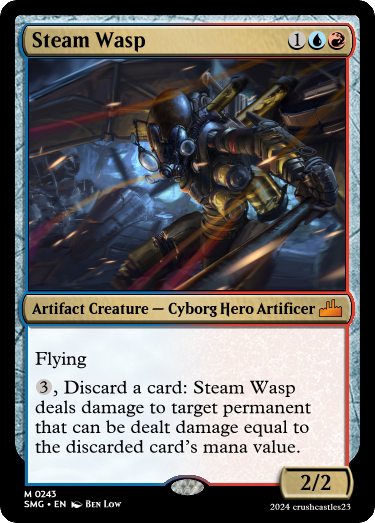 Steam Wasp 1
Artifact Creature — Cyborg Hero Artificer
Flying
3, Discard a card: Steam Wasp
deals damage to target permanent
that can be dealt damage equal to
the discarded card's mana value.
2/2
M 0243
SMG • EN Ben Low
2024 crushcastles23